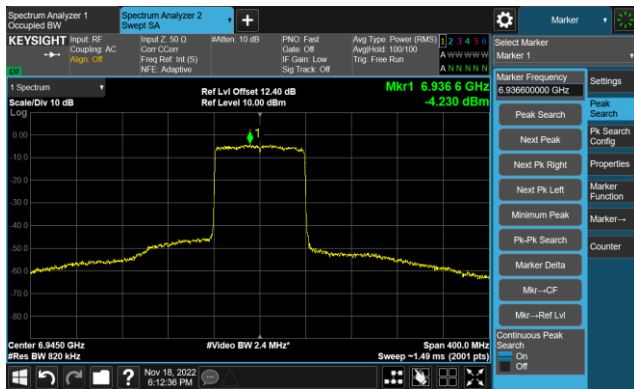 Spectrum Analyzer 1
Occupied BW
Spectrum Analyzer 2
Swept SA
Marker
KEYSIGHT
Input: RF
Coupling: AC
Align: Off
Input Z: 50 Ω
Corr CCorr
Freq Ref: Int (S)
NFE: Adaptive
#Atten: 10 dB
PNO: Fast
Gate: Off
IF Gain: Low
Sig Track: Off
Avg Type: Power (RMS)
Avg|Hold: 100/100
Trig: Free Run
1 2 3 4 5 6
A W W W W W
A N N N N N
Select Marker
Marker 1
LU
1 Spectrum
Scale/Div 10 dB
Log
Ref Lvl Offset 12.40 dB
Ref Level 10.00 dBm
Mkr1 6.936 6 GHz
-4.230 dBm
Marker Frequency
6.936600000 GHz
Settings
Peak Search
Peak
Search
Next Peak
Pk Search
Config
Next Pk Right
Properties
Next Pk Left
Marker
Function
Minimum Peak
Marker→
Pk-Pk Search
Counter
Marker Delta
Mkr→CF
Mkr→Ref Lvl
Continuous Peak
Search
On
Off
1
0.00
-10.0
-20.0
-30.0
-40.0
-50.0
-60.0
-70.0
-80.0
Center 6.9450 GHz
#Res BW 820 kHz
#Video BW 2.4 MHz*
Span 400.0 MHz
Sweep ~1.49 ms (2001 pts)
Nov 18, 2022
6:12:36 PM